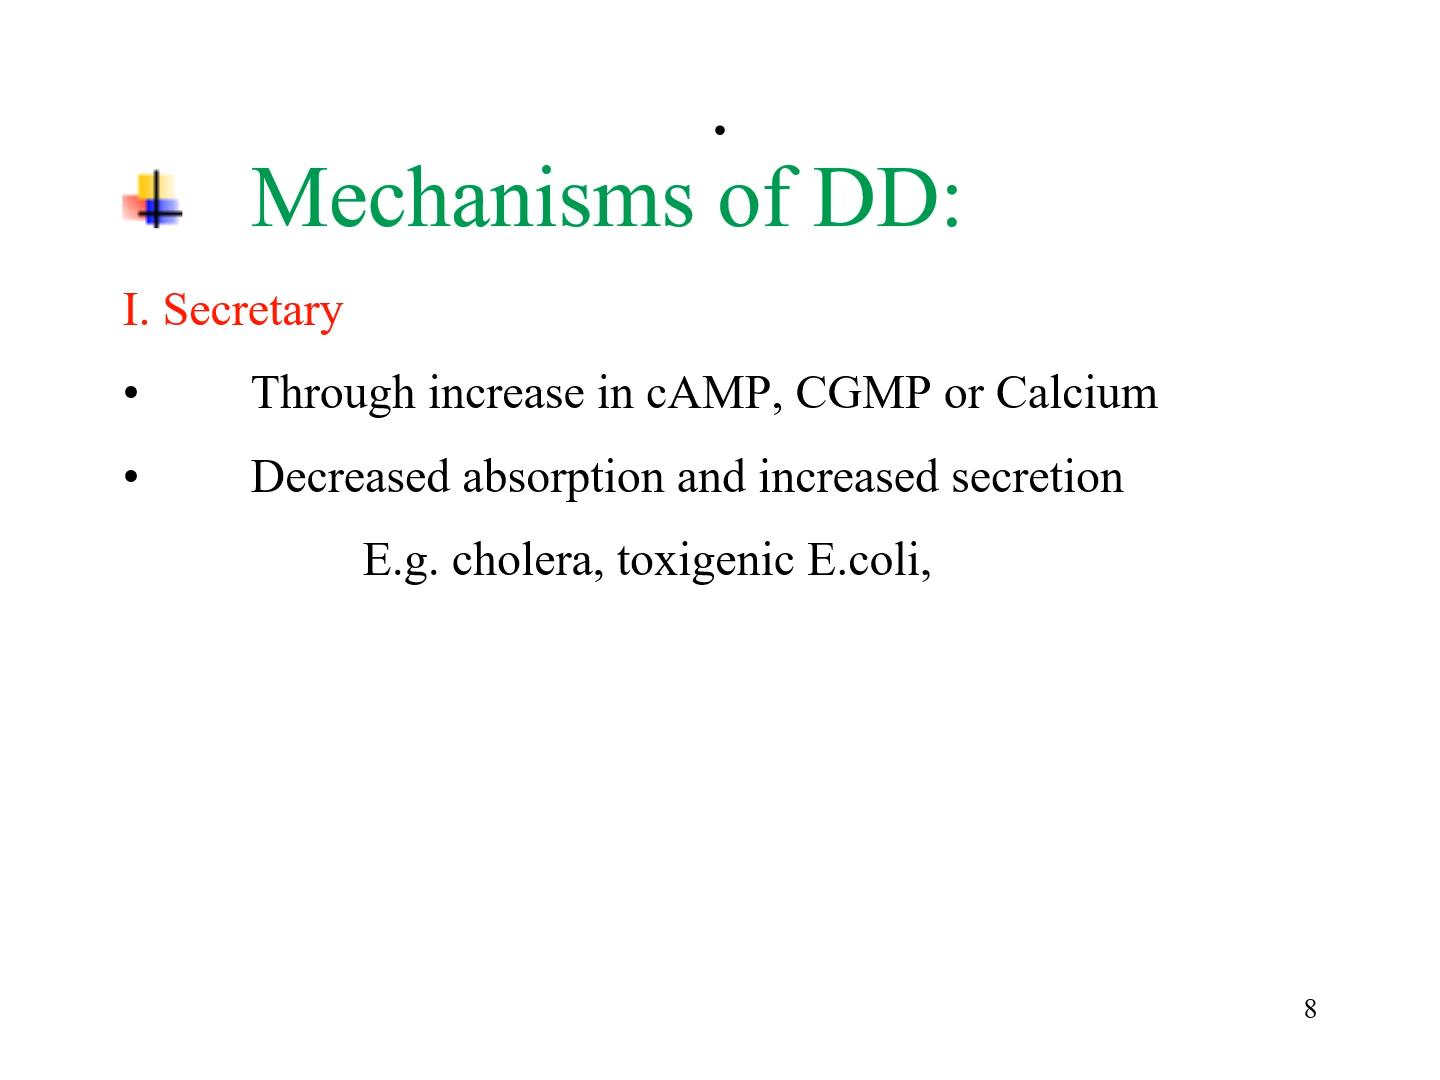 .
Mechanisms of DD:
I. Secretary
• Through increase in cAMP, CGMP or Calcium
• Decreased absorption and increased secretion
E.g. cholera, toxigenic E.coli,
8